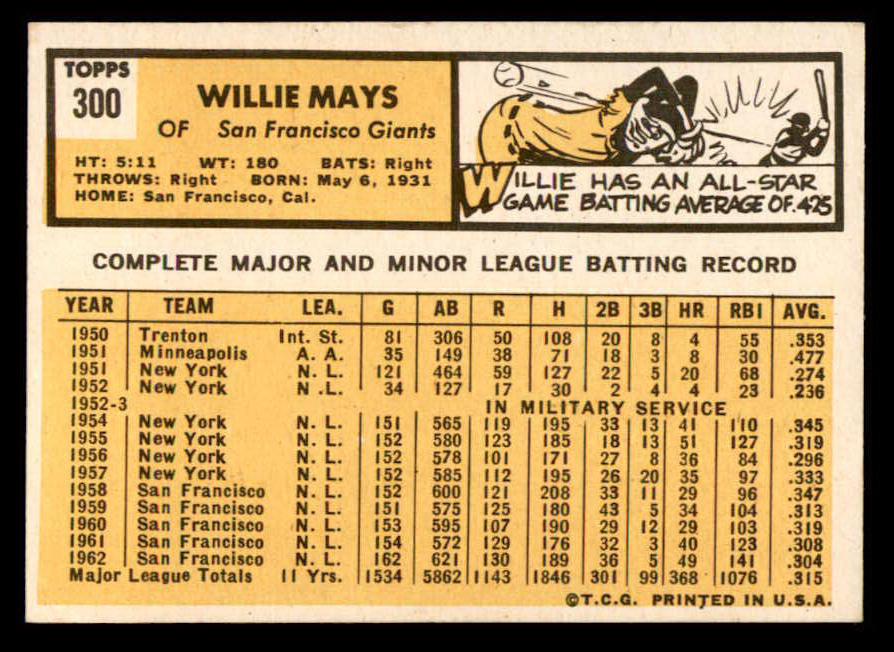 TOPPS
300
WILLIE MAYS
OF San Francisco Giants
HT: 5:11 WT: 180 BATS: Right
THROWS: Right BORN: May 6, 1931
HOME: San Francisco, Cal.
WILLIE HAS AN ALL-STAR
GAME BATTING AVERAGE OF .425
COMPLETE MAJOR AND MINOR LEAGUE BATTING RECORD
YEAR TEAM LEA. G AB R H 2B 3B HR RBI AVG.
1950 Trenton Int. St. 81 306 50 108 20 8 4 55 .353
1951 Minneapolis A. A. 35 149 38 71 18 3 8 30 .477
1951 New York N. L. 121 464 59 127 22 5 20 68 .274
1952 New York N .L. 34 127 17 30 2 4 4 23 .236
1952-3 IN MILITARY SERVICE
1954 New York N. L. 151 565 119 195 33 13 41 110 .345
1955 New York N. L. 152 580 123 185 18 13 51 127 .319
1956 New York N. L. 152 578 101 171 27 8 36 84 .296
1957 New York N. L. 152 585 112 195 26 20 35 97 .333
1958 San Francisco N. L. 152 600 121 208 33 11 29 96 .347
1959 San Francisco N. L. 151 575 125 180 43 5 34 104 .313
1960 San Francisco N. L. 153 595 107 190 29 12 29 103 .319
1961 San Francisco N. L. 154 572 129 176 32 3 40 123 .308
1962 San Francisco N. L. 162 621 130 189 36 5 49 141 .304
Major League Totals 11 Yrs. 1534 5862 1143 1846 301 99 368 1076 .315
©T.C.G. PRINTED IN U.S.A.